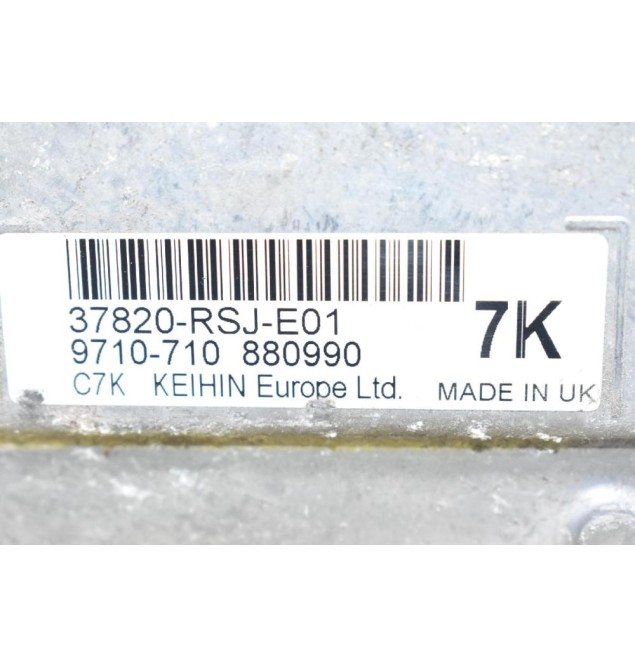 37820-RSJ-E01
7K
9710-710 880990
C7K KEIHIN Europe Ltd. MADE IN UK